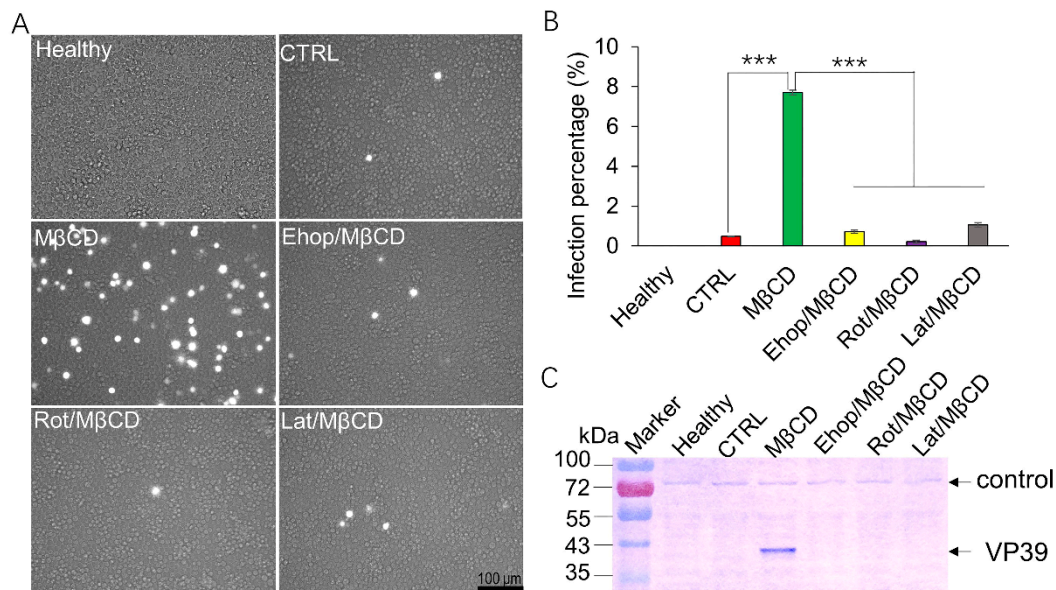 A
Healthy
CTRL
MβCD
Ehop/MβCD
Rot/MβCD
Lat/MβCD
100 μm
B
Infection percentage (%)
10
8
6
4
2
0
***
***
Healthy
CTRL
MβCD
Ehop/MβCD
Rot/MβCD
Lat/MβCD
C
kDa
Marker
Healthy
CTRL
MβCD
Ehop/MβCD
Rot/MβCD
Lat/MβCD
100
72
55
43
35
control
VP39